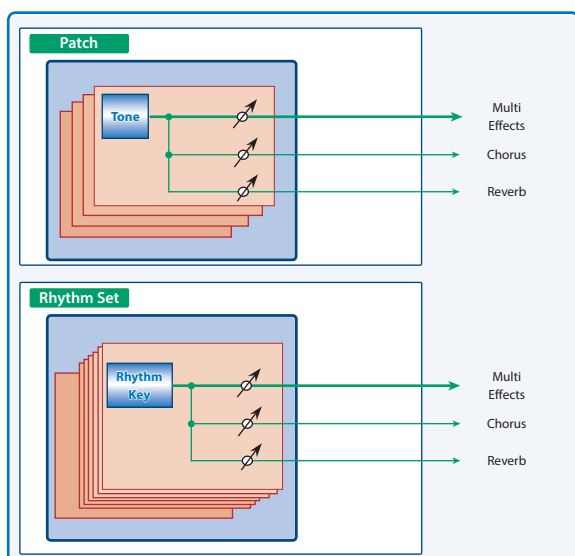 Patch
Tone
Multi
Effects
Chorus
Reverb
Rhythm Set
Rhythm
Key
Multi
Effects
Chorus
Reverb